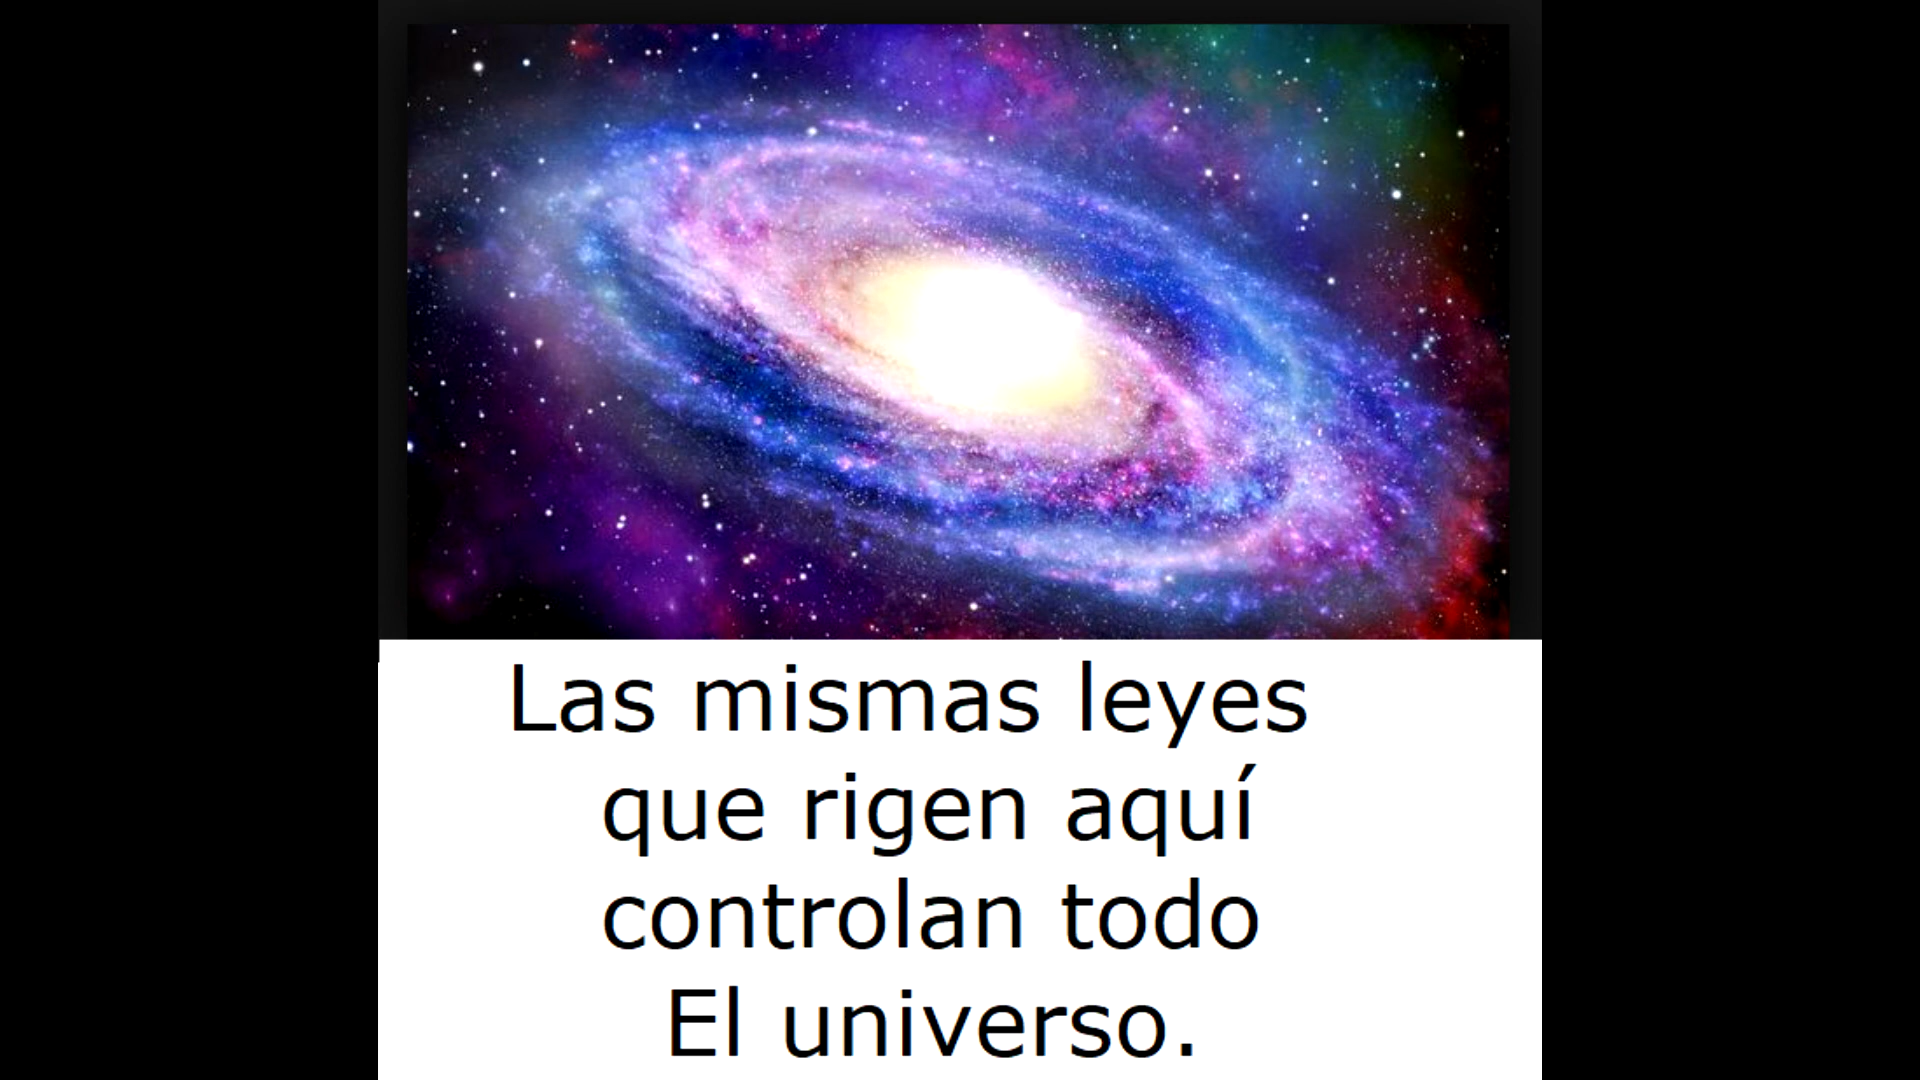 Las mismas leyes
que rigen aquí
controlan todo
El universo.